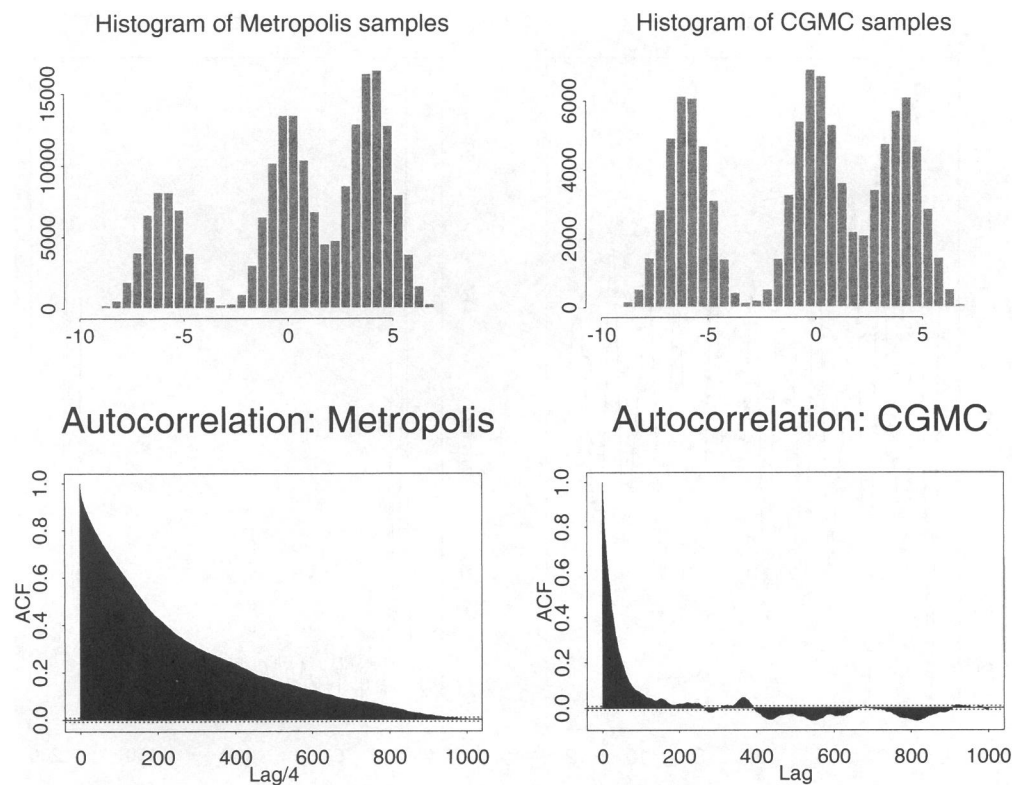 Histogram of Metropolis samples
0 5000 10000 15000
-10 -5 0 5
Histogram of CGMC samples
0 2000 4000 6000
-10 -5 0 5
Autocorrelation: Metropolis
ACF
0.0 0.2 0.4 0.6 0.8 1.0
0 200 400 600 800 1000
Lag/4
Autocorrelation: CGMC
ACF
0.0 0.2 0.4 0.6 0.8 1.0
0 200 400 600 800 1000
Lag